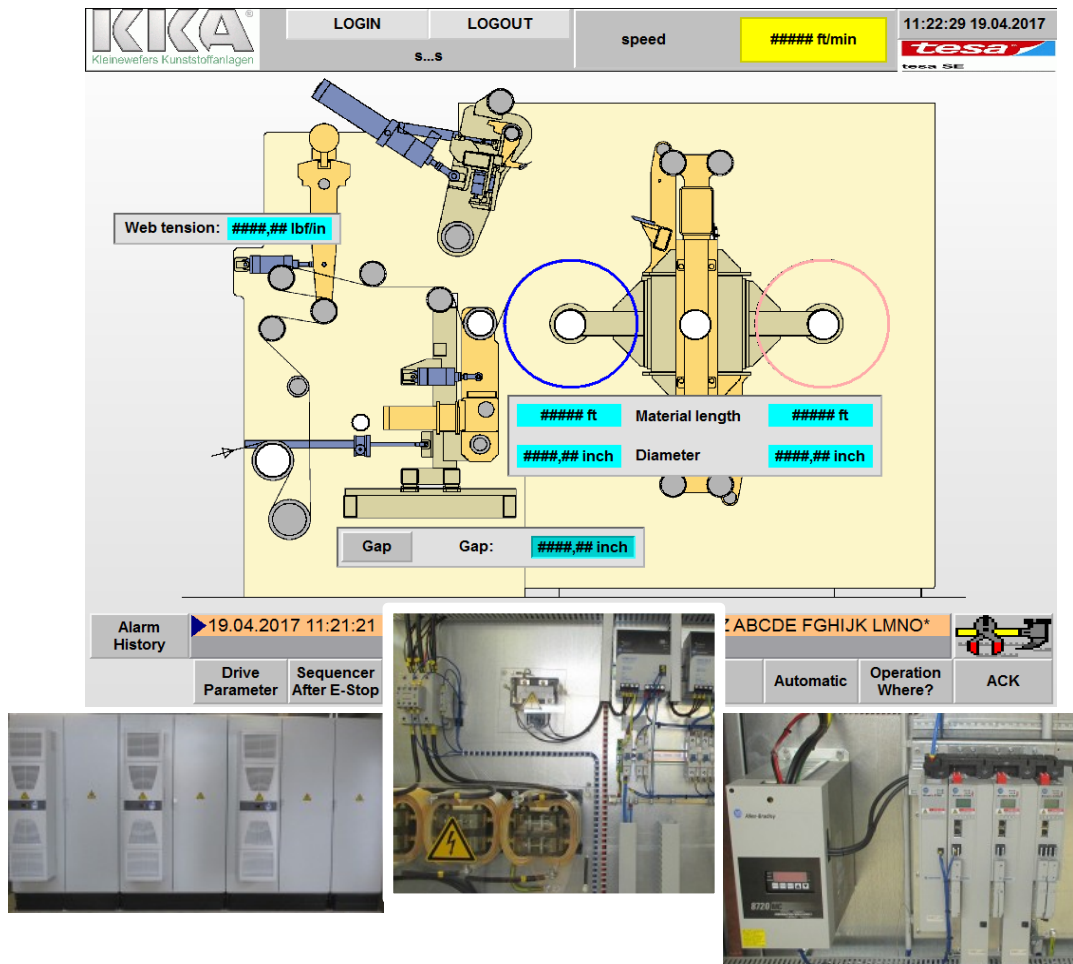 KKA
Kleinewefers Kunststoffanlagen
LOGIN
LOGOUT
s...s
speed
##### ft/min
11:22:29 19.04.2017
tesa
tesa SE
Web tension:
####,## lbf/in
##### ft
Material length
##### ft
####,## inch
Diameter
####,## inch
Gap
Gap:
####,## inch
Alarm
History
19.04.2017 11:21:21
Z ABCDE FGHIJK LMNO*
Drive
Parameter
Sequencer
After E-Stop
Automatic
Operation
Where?
ACK
Allen-Bradley
8720